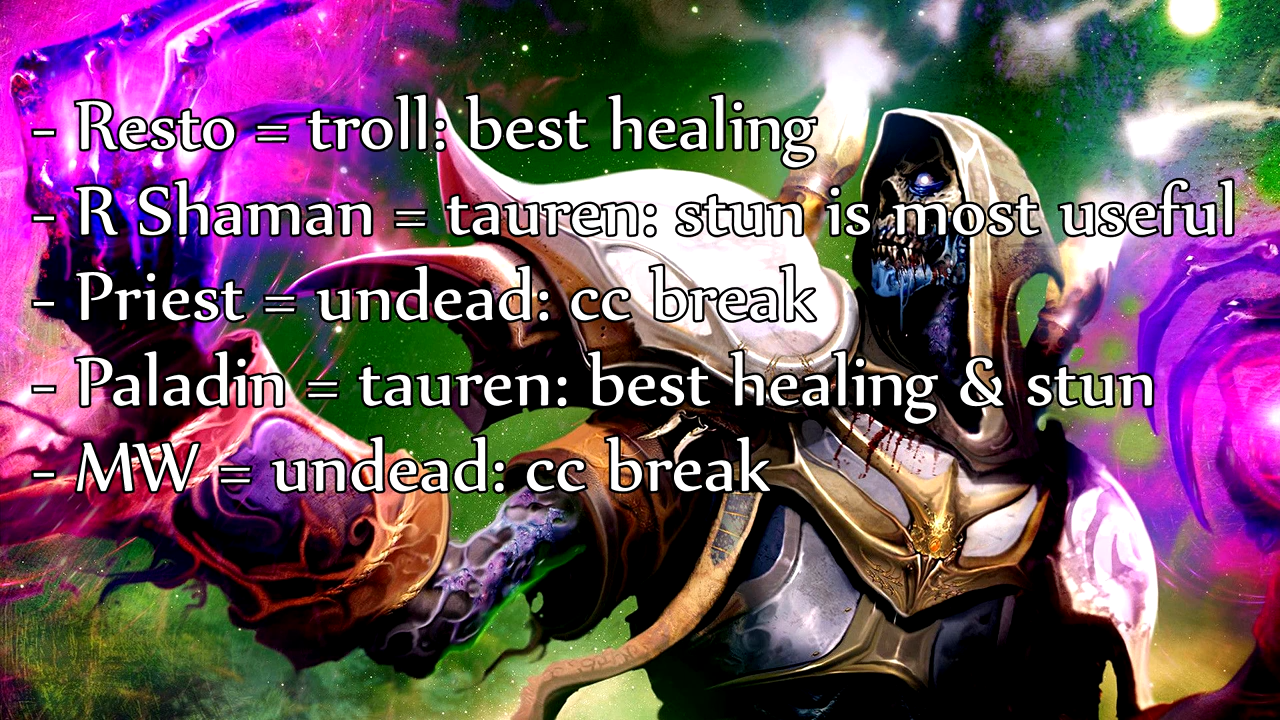 - Resto = troll: best healing
- R Shaman = tauren: stun is most useful
- Priest = undead: cc break
- Paladin = tauren: best healing & stun
- MW = undead: cc break